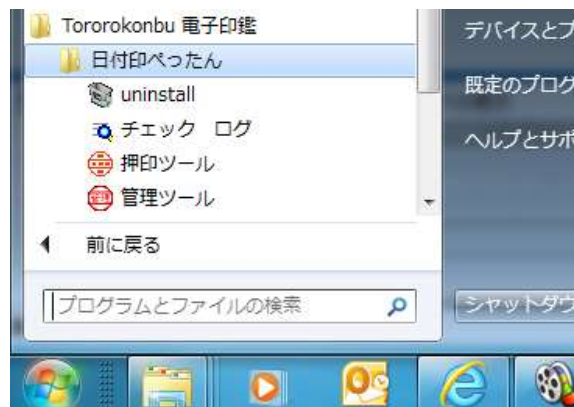 Tororokonbu 電子印鑑
日付印ぺったん
uninstall
チェック　ログ
押印ツール
管理ツール
前に戻る
プログラムとファイルの検索
デバイスとプ
既定のプログ
ヘルプとサポ
シャットダウ